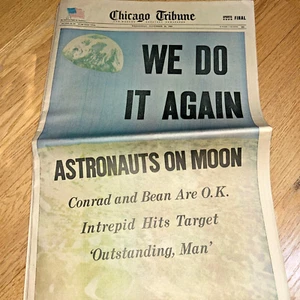 Chicago Tribune
FINAL
WE DO
IT AGAIN
ASTRONAUTS ON MOON
Conrad and Bean Are O.K.
Intrepid Hits Target
'Outstanding, Man'